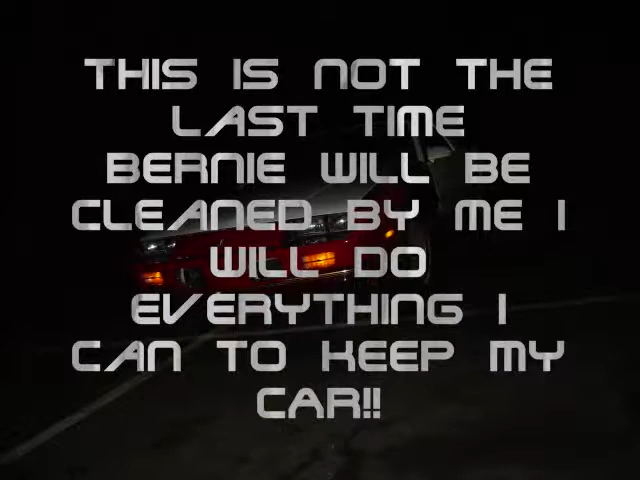 THIS IS NOT THE
LAST TIME
BERNIE WILL BE
CLEANED BY ME I
WILL DO
EVERYTHING I
CAN TO KEEP MY
CAR!!